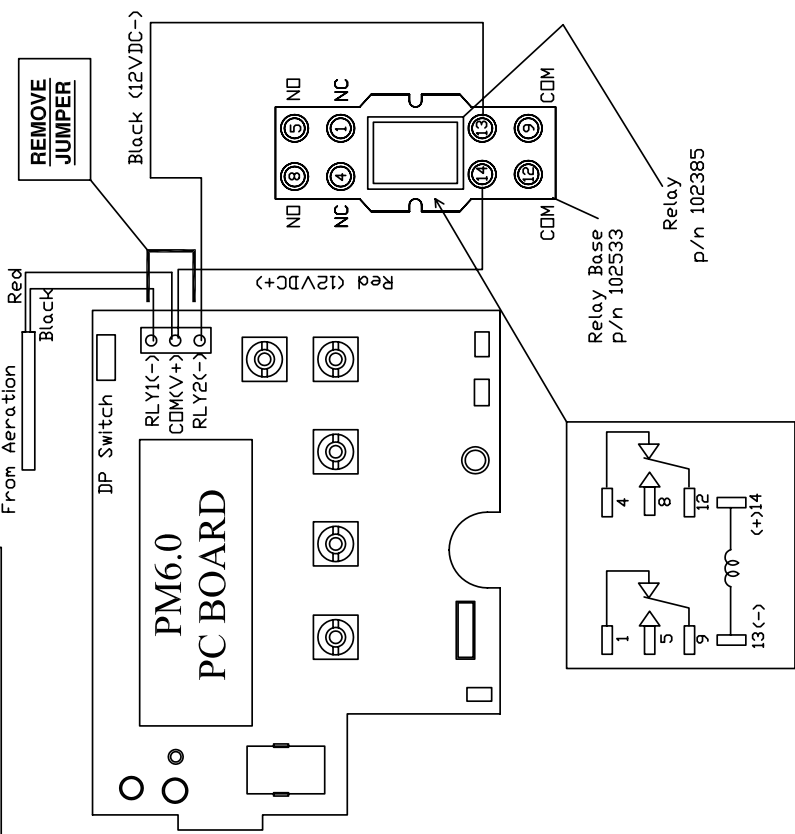 REMOVE
JUMPER
Black (12VDC-)
Red
Black
From Aeration
DP Switch
RLY1(-)
COM(V+)
RLY2(-)
PM6.0
PC BOARD
Red (12VDC+)
NO
NC
NO
NC
5
1
8
4
13
9
14
12
COM
COM
Relay
p/n 102385
Relay Base
p/n 102533
4
8
12
(+)14
1
5
9
13(-)